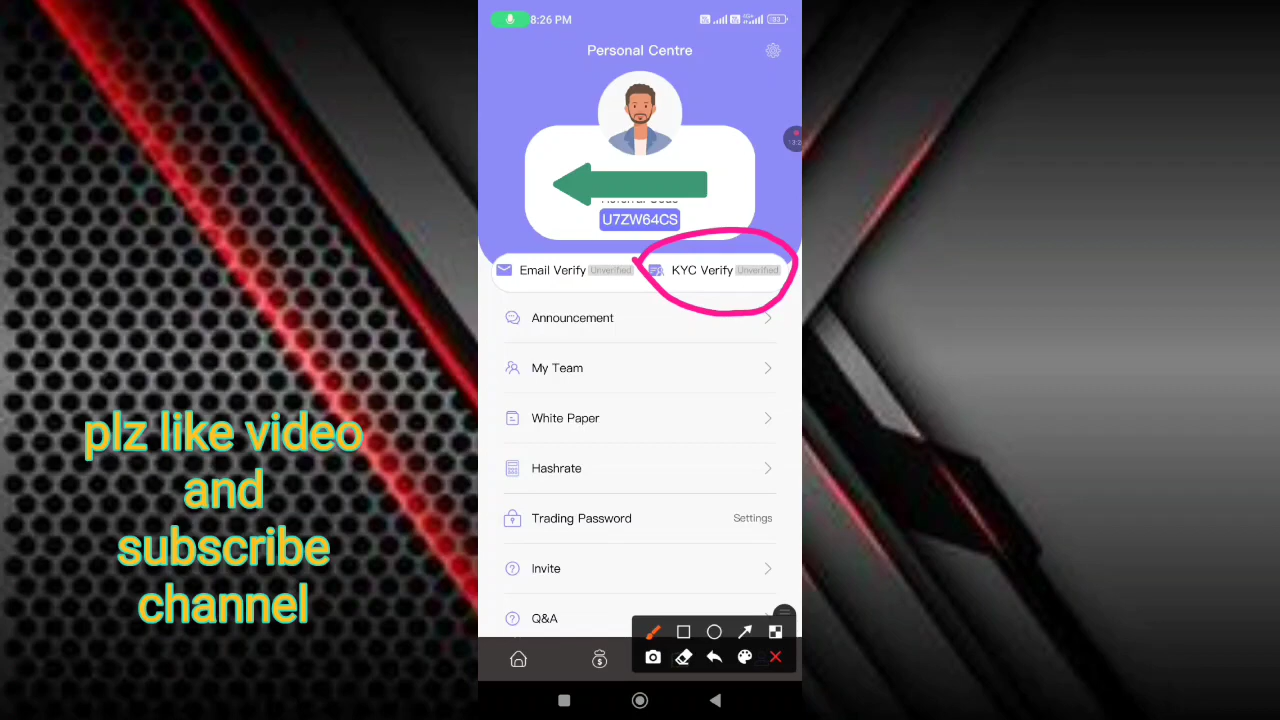 8:26 PM
Personal Centre
U7ZW64CS
Email Verify Unverified
KYC Verify Unverified
Announcement
My Team
White Paper
Hashrate
Trading Password Settings
Invite
Q&A
plz like video
and
subscribe
channel